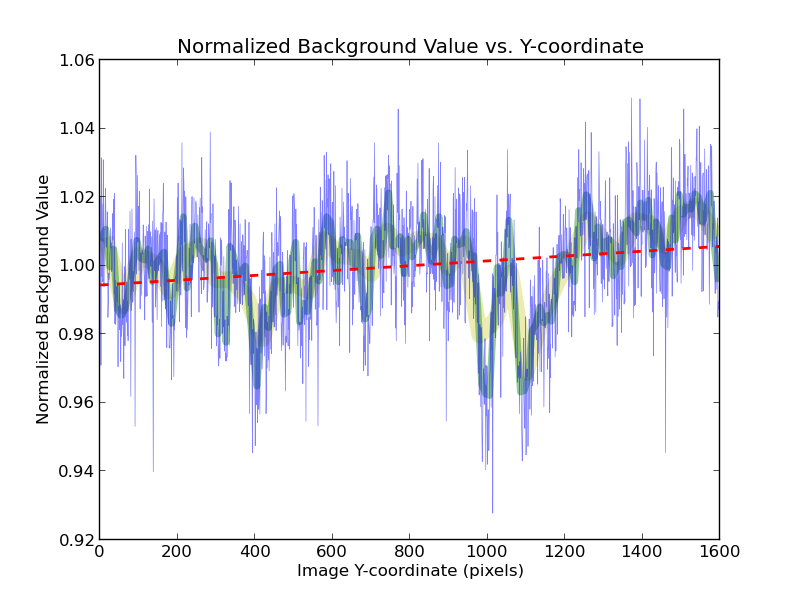 Normalized Background Value vs. Y-coordinate
1.06
1.04
1.02
1.00
0.98
0.96
0.94
0.92
Normalized Background Value
0 200 400 600 800 1000 1200 1400 1600
Image Y-coordinate (pixels)